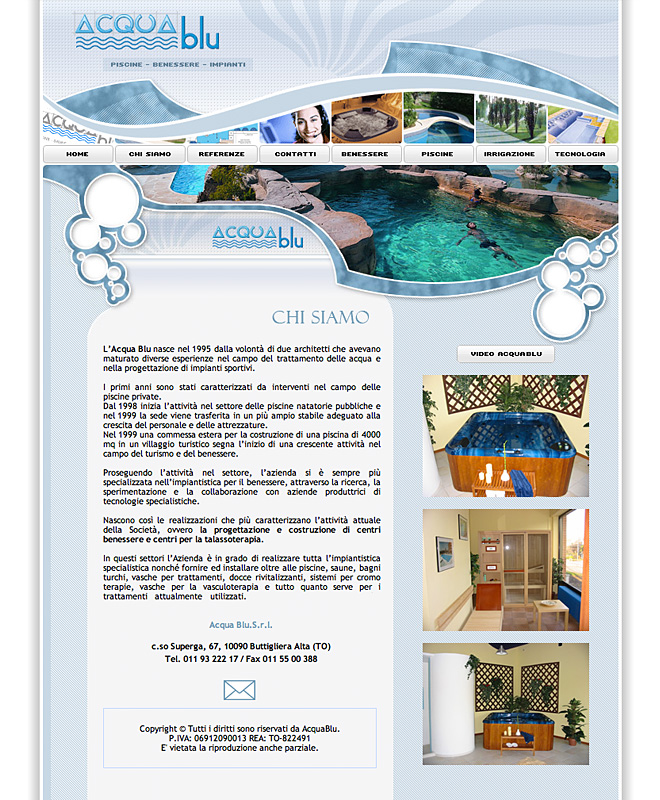 ACQUA blu
PISCINE - BENESSERE - IMPIANTI
HOME CHI SIAMO REFERENZE CONTATTI BENESSERE PISCINE IRRIGAZIONE TECNOLOGIA
ACQUA blu
CHI SIAMO
L'Acqua Blu nasce nel 1995 dalla volontà di due architetti che avevano
maturato diverse esperienze nel campo del trattamento delle acque e
nella progettazione di impianti sportivi.
I primi anni sono stati caratterizzati da interventi nel campo delle
piscine private.
Dal 1998 inizia l'attività nel settore delle piscine natatorie pubbliche e
nel 1999 la sede viene trasferita in un più ampio stabile adeguato alla
crescita del personale e delle attrezzature.
Nel 1999 una commessa estera per la costruzione di una piscina di 4000
mq in un villaggio turistico segna l'inizio di una crescente attività nel
campo del turismo e del benessere.
Proseguendo l'attività nel settore, l'azienda si è sempre più
specializzata nell'impiantistica per il benessere, attraverso la ricerca, la
sperimentazione e la collaborazione con aziende produttrici di
tecnologie specialistiche.
Nascono così le realizzazioni che più caratterizzano l'attività attuale
della Società, ovvero la progettazione e costruzione di centri
benessere e centri per la talassoterapia.
In questi settori l'Azienda è in grado di realizzare tutta l'impiantistica
specialistica nonché fornire ed installare oltre alle piscine, saune, bagni
turchi, vasche per trattamenti, docce rivitalizzanti, sistemi per cromo
terapie, vasche per la vasculoterapia e tutto quanto serve per i
trattamenti attualmente utilizzati.
Acqua Blu.S.r.l.
c.so Superga, 67, 10090 Buttigliera Alta (TO)
Tel. 011 93 222 17 / Fax 011 55 00 388
Copyright © Tutti i diritti sono riservati da AcquaBlu.
P.IVA: 06912090013 REA: TO-822491
E' vietata la riproduzione anche parziale.
VIDEO ACQUABLU